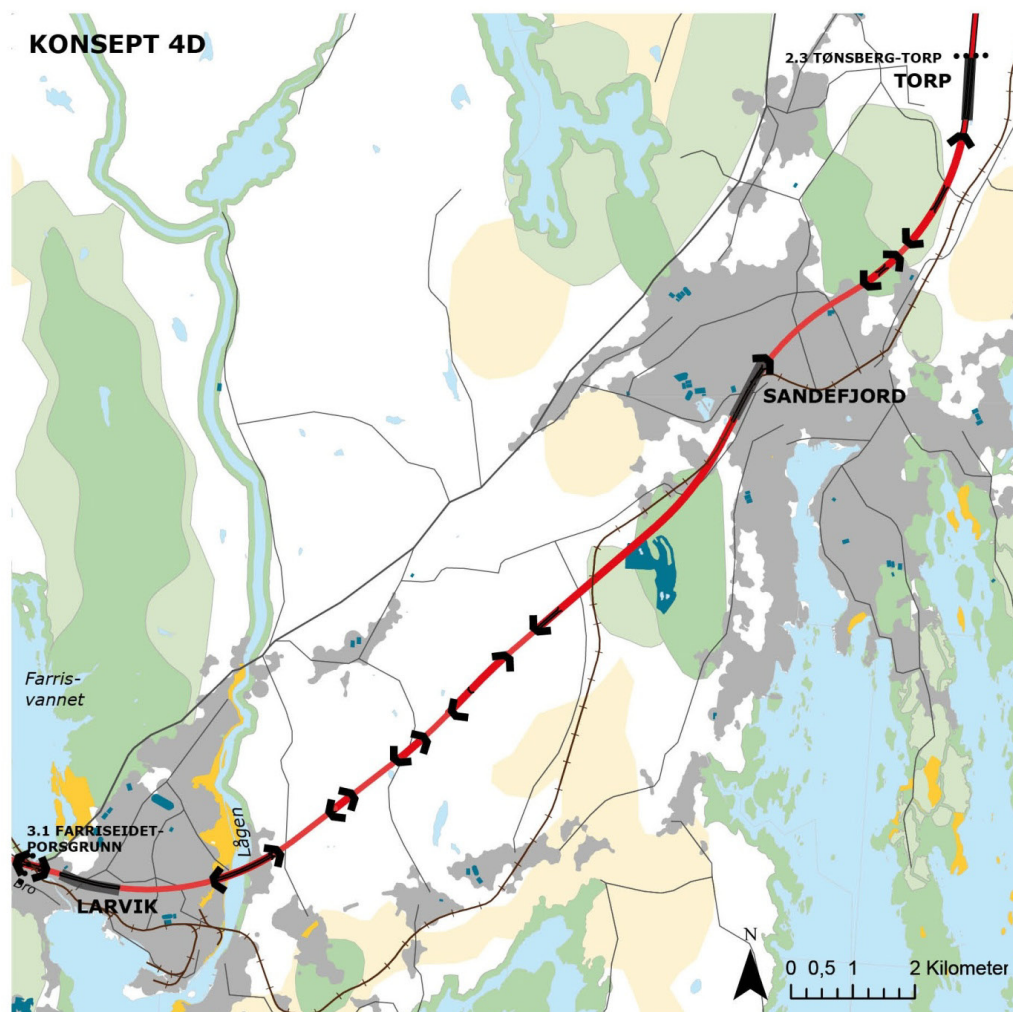 KONSEPT 4D
2.3 TØNSBERG-TORP
TORP
SANDEFJORD
Farris-
vannet
3.1 FARRISEIDET-
PORSGRUNN
Lågen
Bro
LARVIK
N
0 0,5 1 2 Kilometer